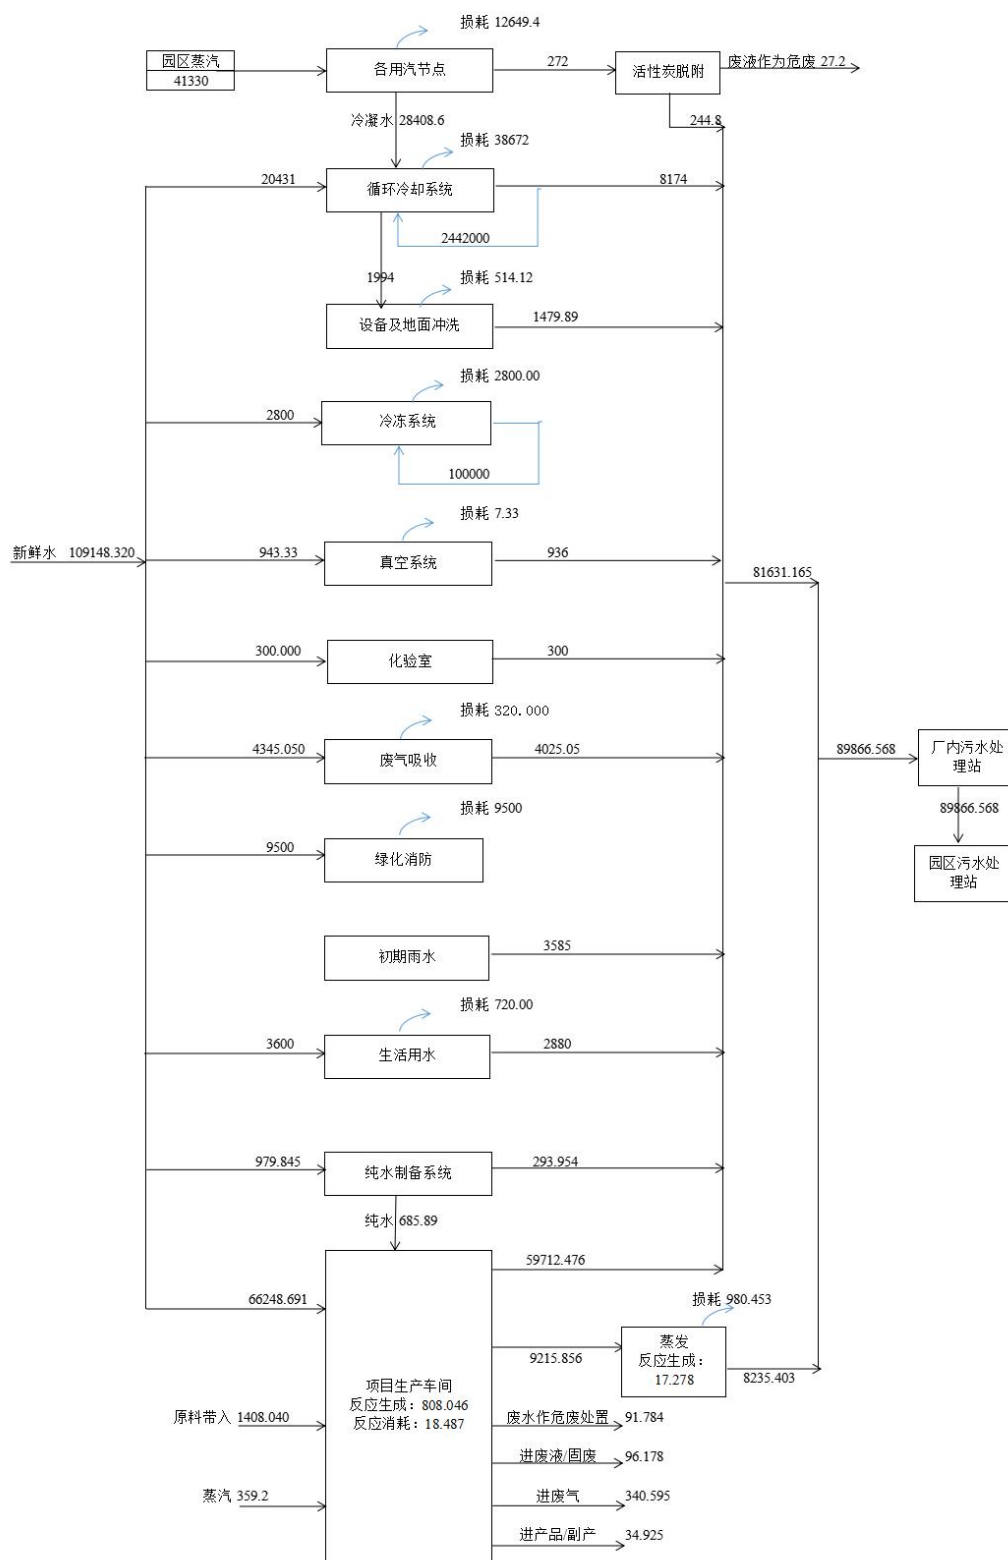 损耗 12649.4
园区蒸汽
41330
各用汽节点
272
活性炭脱附
废液作为危废 27.2
冷凝水 28408.6
244.8
损耗 38672
20431
循环冷却系统
8174
2442000
1994
损耗 514.12
设备及地面冲洗
1479.89
损耗 2800.00
2800
冷冻系统
100000
损耗 7.33
新鲜水 109148.320
943.33
真空系统
936
81631.165
300.000
化验室
300
损耗 320.000
4345.050
废气吸收
4025.05
89866.568
厂内污水处
理站
89866.568
损耗 9500
9500
绿化消防
园区污水处
理站
初期雨水
3585
损耗 720.00
3600
生活用水
2880
979.845
纯水制备系统
293.954
纯水 685.89
59712.476
66248.691
损耗 980.453
9215.856
蒸发
反应生成：
17.278
8235.403
项目生产车间
反应生成：808.046
反应消耗：18.487
原料带入 1408.040
废水作危废处置 91.784
进废液/固废 96.178
蒸汽 359.2
进废气 340.595
进产品/副产 34.925